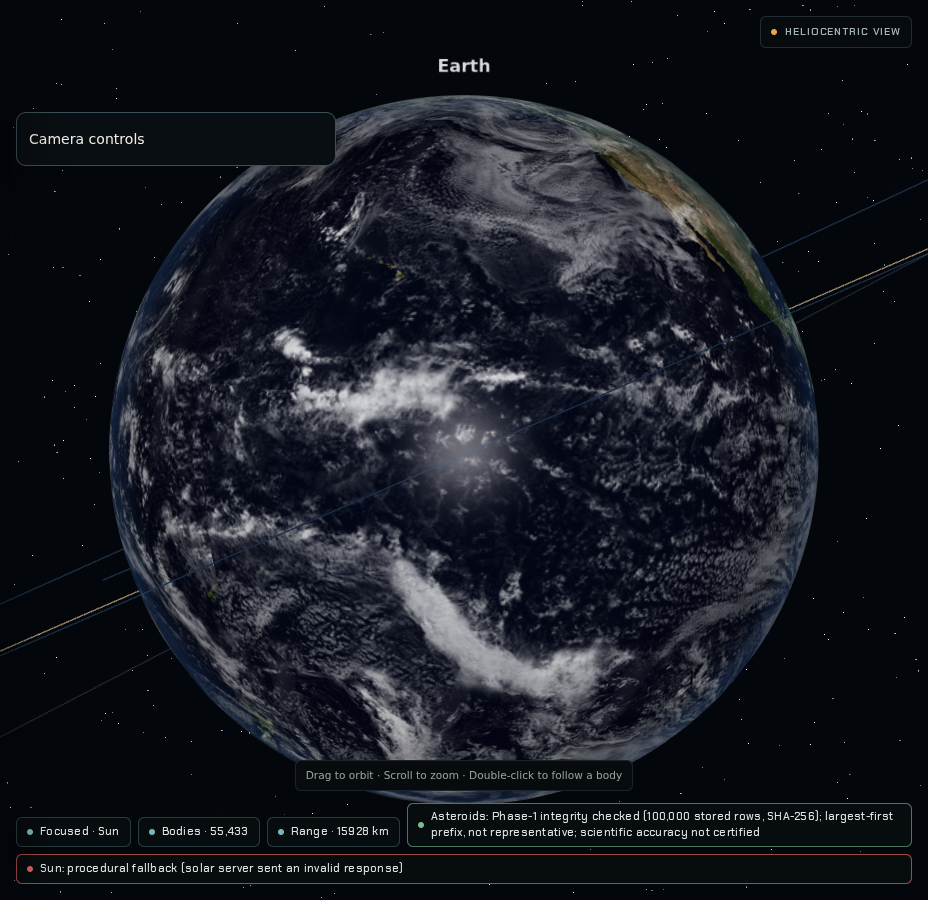 HELIOCENTRIC VIEW
Earth
Camera controls
Drag to orbit · Scroll to zoom · Double-click to follow a body
Focused · Sun
Bodies · 55,433
Range · 15928 km
Asteroids: Phase-1 integrity checked (100,000 stored rows, SHA-256); largest-first
prefix, not representative; scientific accuracy not certified
Sun: procedural fallback (solar server sent an invalid response)